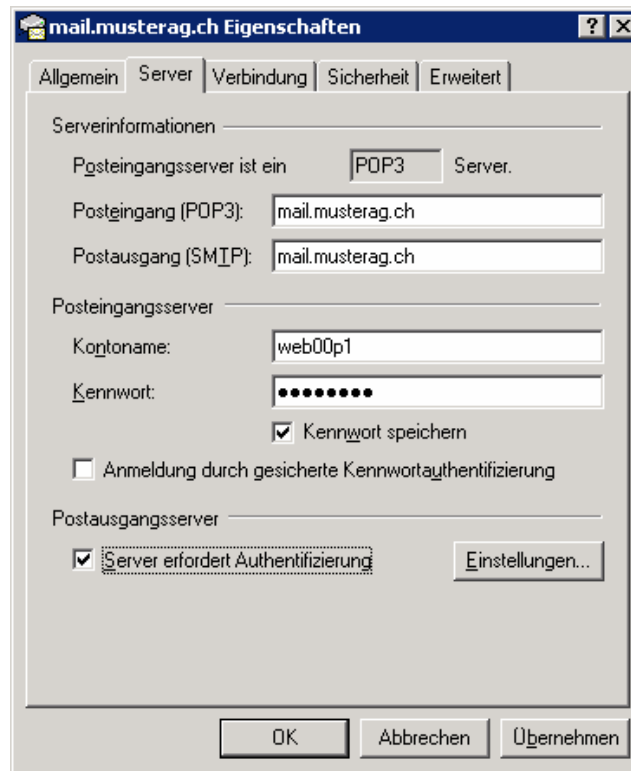 mail.musterag.ch Eigenschaften
Allgemein Server Verbindung Sicherheit Erweitert
Serverinformationen
Posteingangsserver ist ein POP3 Server.
Posteingang (POP3): mail.musterag.ch
Postausgang (SMTP): mail.musterag.ch
Posteingangsserver
Kontoname: web00p1
Kennwort: ●●●●●●●●
Kennwort speichern
Anmeldung durch gesicherte Kennwortauthentifizierung
Postausgangsserver
Server erfordert Authentifizierung Einstellungen...
OK Abbrechen Übernehmen